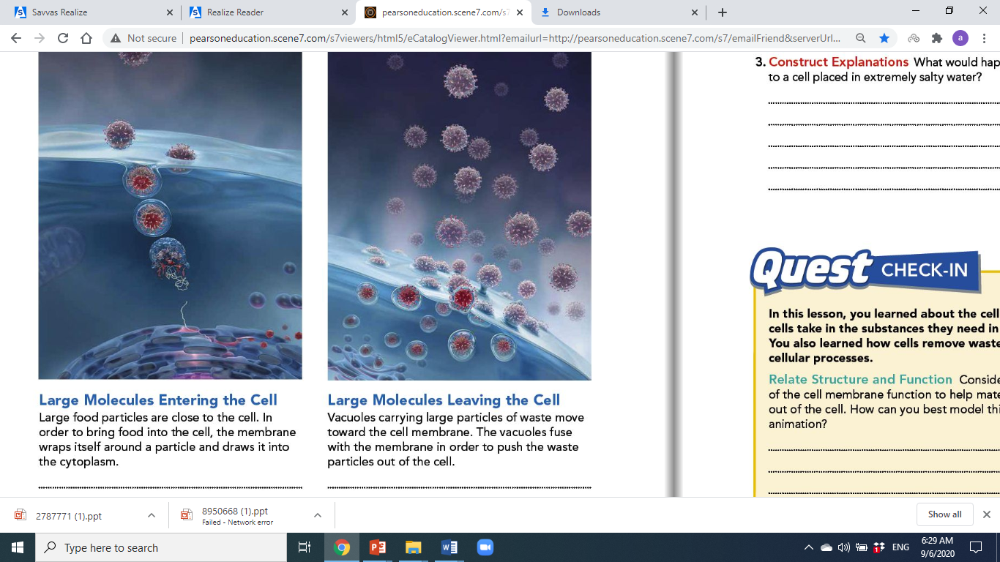 Savvas Realize
Realize Reader
pearsoneducation.scene7.com/s7
Downloads
Not secure
pearsoneducation.scene7.com/s7viewers/html5/eCatalogViewer.html?emailurl=http://pearsoneducation.scene7.com/s7/emailFriend&serverUrl...
a
Large Molecules Entering the Cell
Large food particles are close to the cell. In
order to bring food into the cell, the membrane
wraps itself around a particle and draws it into
the cytoplasm.
Large Molecules Leaving the Cell
Vacuoles carrying large particles of waste move
toward the cell membrane. The vacuoles fuse
with the membrane in order to push the waste
particles out of the cell.
3. Construct Explanations What would hap
to a cell placed in extremely salty water?
Quest CHECK-IN
In this lesson, you learned about the cell
cells take in the substances they need in
You also learned how cells remove waste
cellular processes.
Relate Structure and Function Conside
of the cell membrane function to help mate
out of the cell. How can you best model thi
animation?
2787771 (1).ppt
8950668 (1).ppt
Failed - Network error
Show all
Type here to search
ENG
6:29 AM
9/6/2020